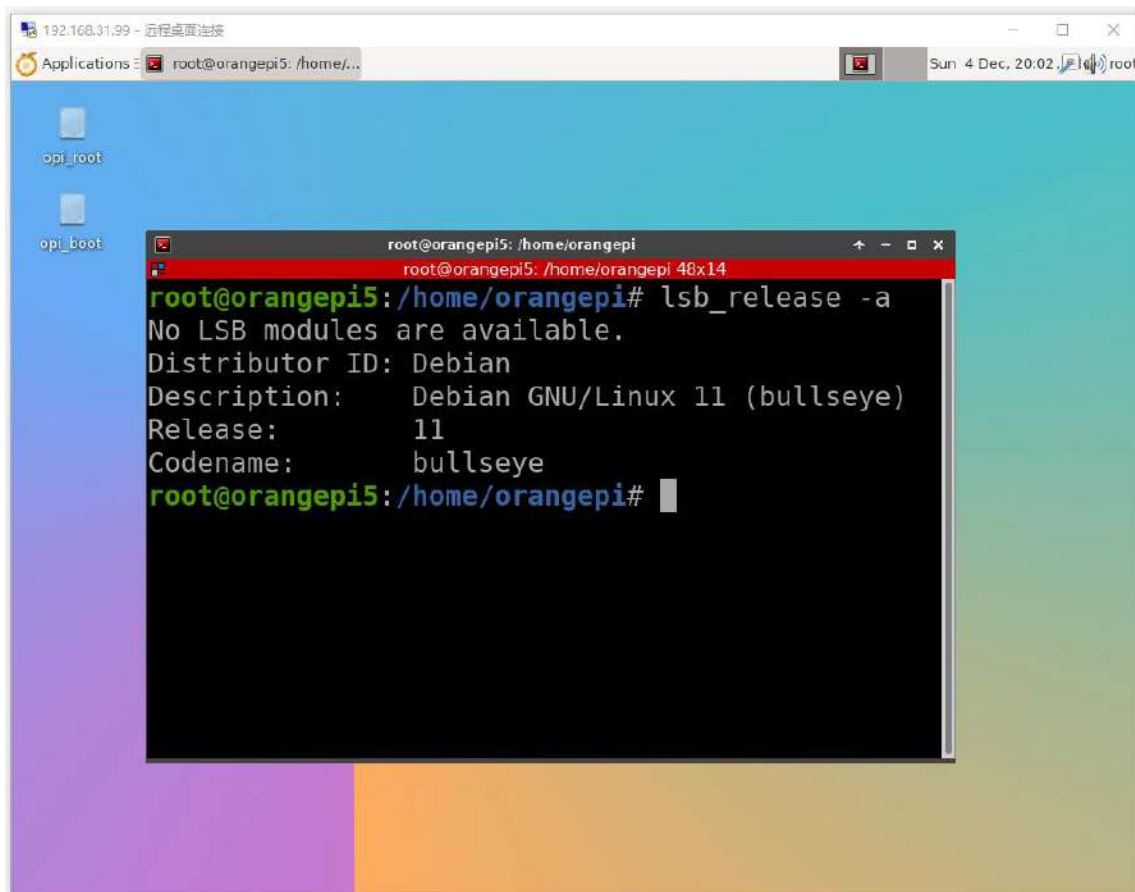 192.168.31.99 - 远程桌面连接
Applications root@orangepi5: /home/... Sun 4 Dec, 20:02 root
opi_root
opi_boot
root@orangepi5: /home/orangepi
root@orangepi5: /home/orangepi 48x14
root@orangepi5:/home/orangepi# lsb_release -a
No LSB modules are available.
Distributor ID: Debian
Description:    Debian GNU/Linux 11 (bullseye)
Release:        11
Codename:       bullseye
root@orangepi5:/home/orangepi#